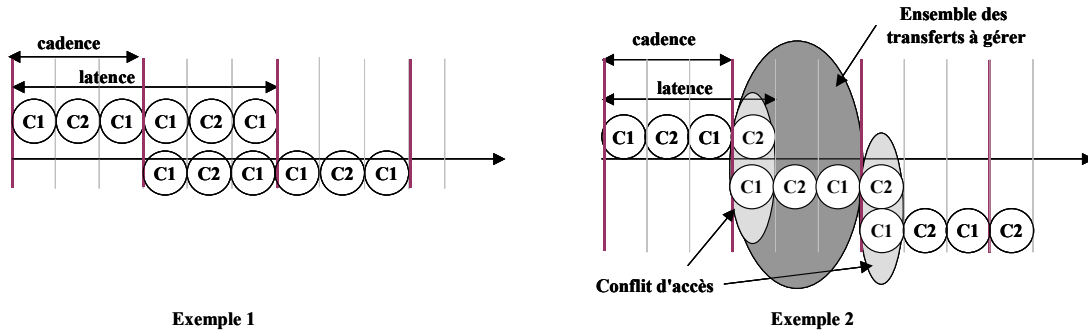 cadence
latence
C1 C2 C1 C1 C2 C1
C1 C2 C1 C1 C2 C1
Exemple 1
Ensemble des
transferts à gérer
cadence
latence
C1 C2 C1 C2
C1 C2 C1 C2
C1 C2 C1 C2
Conflit d'accès
Exemple 2